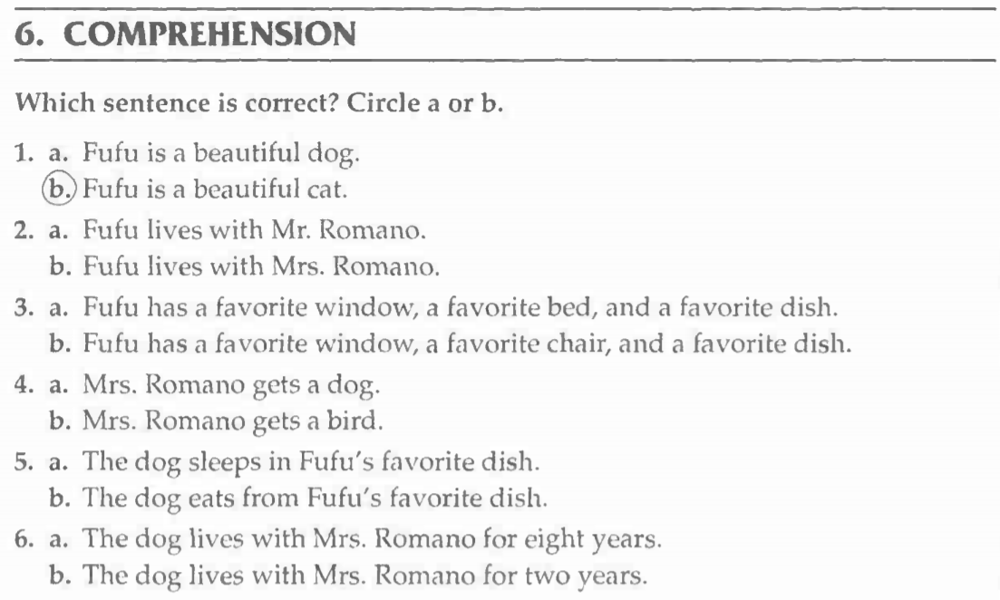 6. COMPREHENSION
Which sentence is correct? Circle a or b.
1. a. Fufu is a beautiful dog.
b. Fufu is a beautiful cat.
2. a. Fufu lives with Mr. Romano.
b. Fufu lives with Mrs. Romano.
3. a. Fufu has a favorite window, a favorite bed, and a favorite dish.
b. Fufu has a favorite window, a favorite chair, and a favorite dish.
4. a. Mrs. Romano gets a dog.
b. Mrs. Romano gets a bird.
5. a. The dog sleeps in Fufu's favorite dish.
b. The dog eats from Fufu's favorite dish.
6. a. The dog lives with Mrs. Romano for eight years.
b. The dog lives with Mrs. Romano for two years.